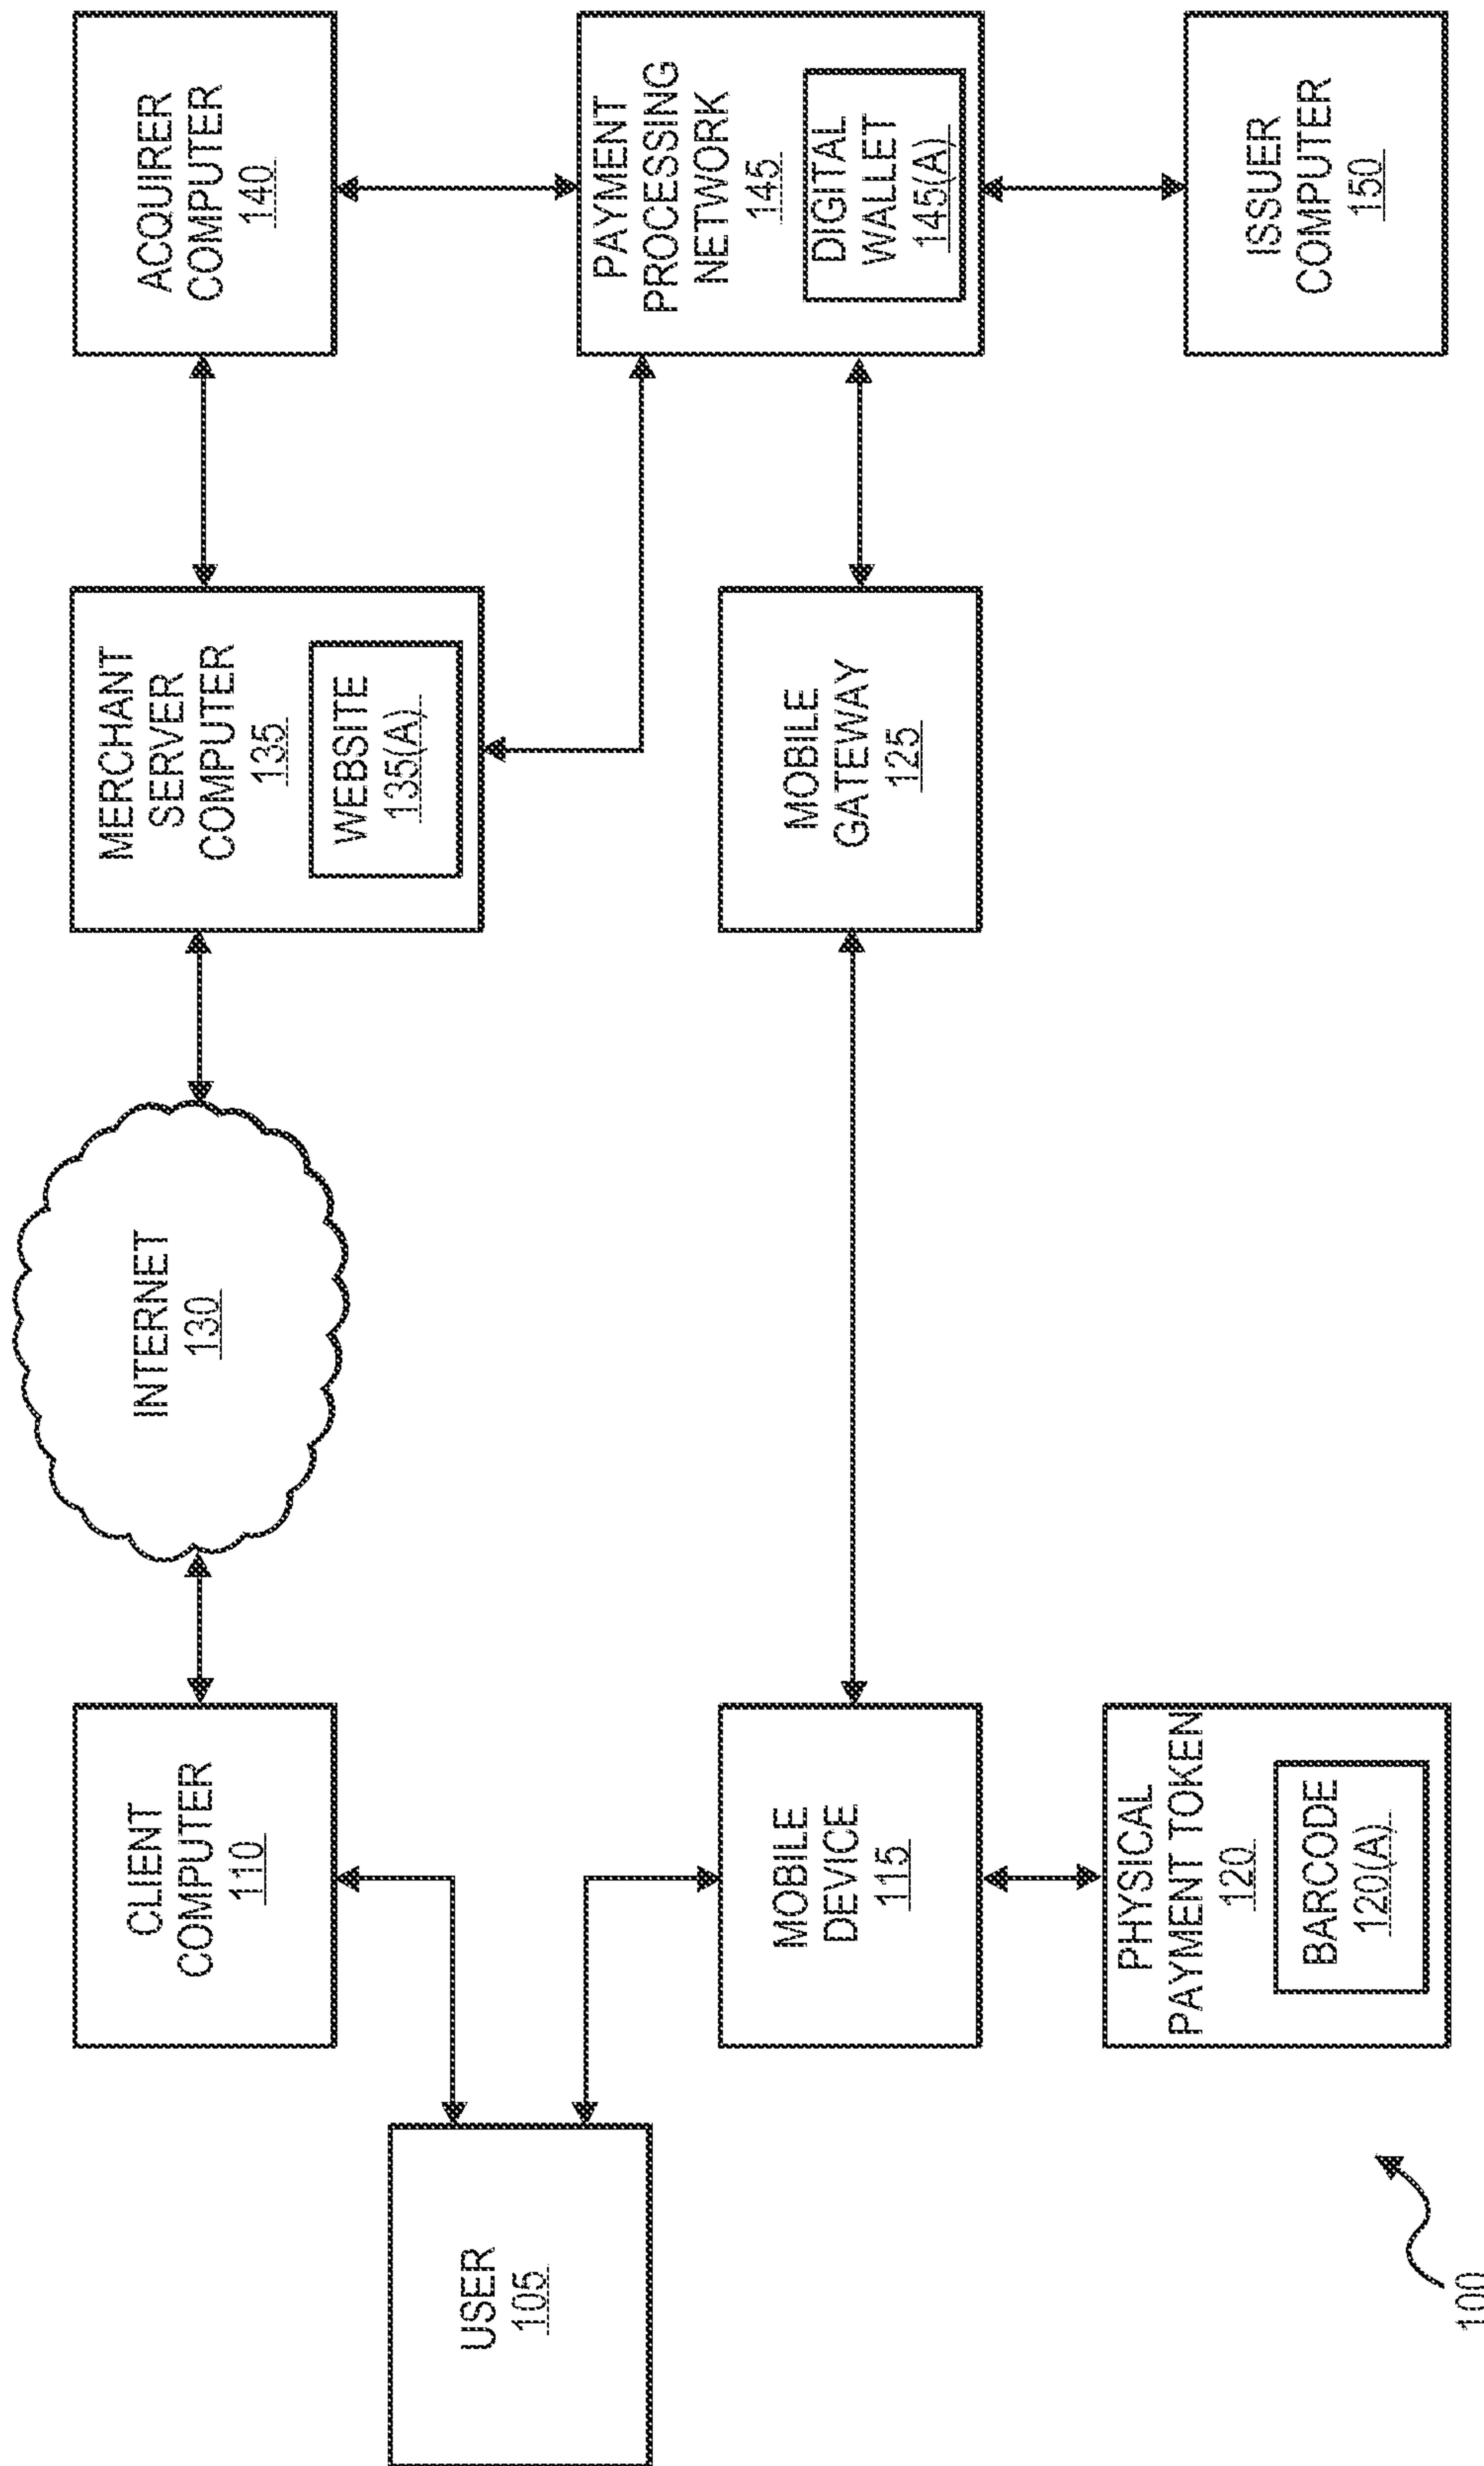 USER
105
CLIENT
COMPUTER
110
INTERNET
130
MERCHANT
SERVER
COMPUTER
135
WEBSITE
135(A)
ACQUIRER
COMPUTER
140
MOBILE
DEVICE
115
MOBILE
GATEWAY
125
PAYMENT
PROCESSING
NETWORK
145
DIGITAL
WALLET
145(A)
PHYSICAL
PAYMENT TOKEN
120
BARCODE
120(A)
ISSUER
COMPUTER
150
100